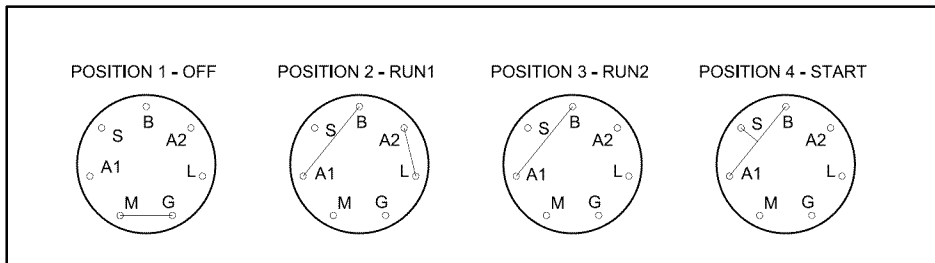 POSITION 1 - OFF
B
S
A2
A1
L
M
G
POSITION 2 - RUN1
B
S
A2
A1
L
M
G
POSITION 3 - RUN2
B
S
A2
A1
L
M
G
POSITION 4 - START
B
S
A2
A1
L
M
G